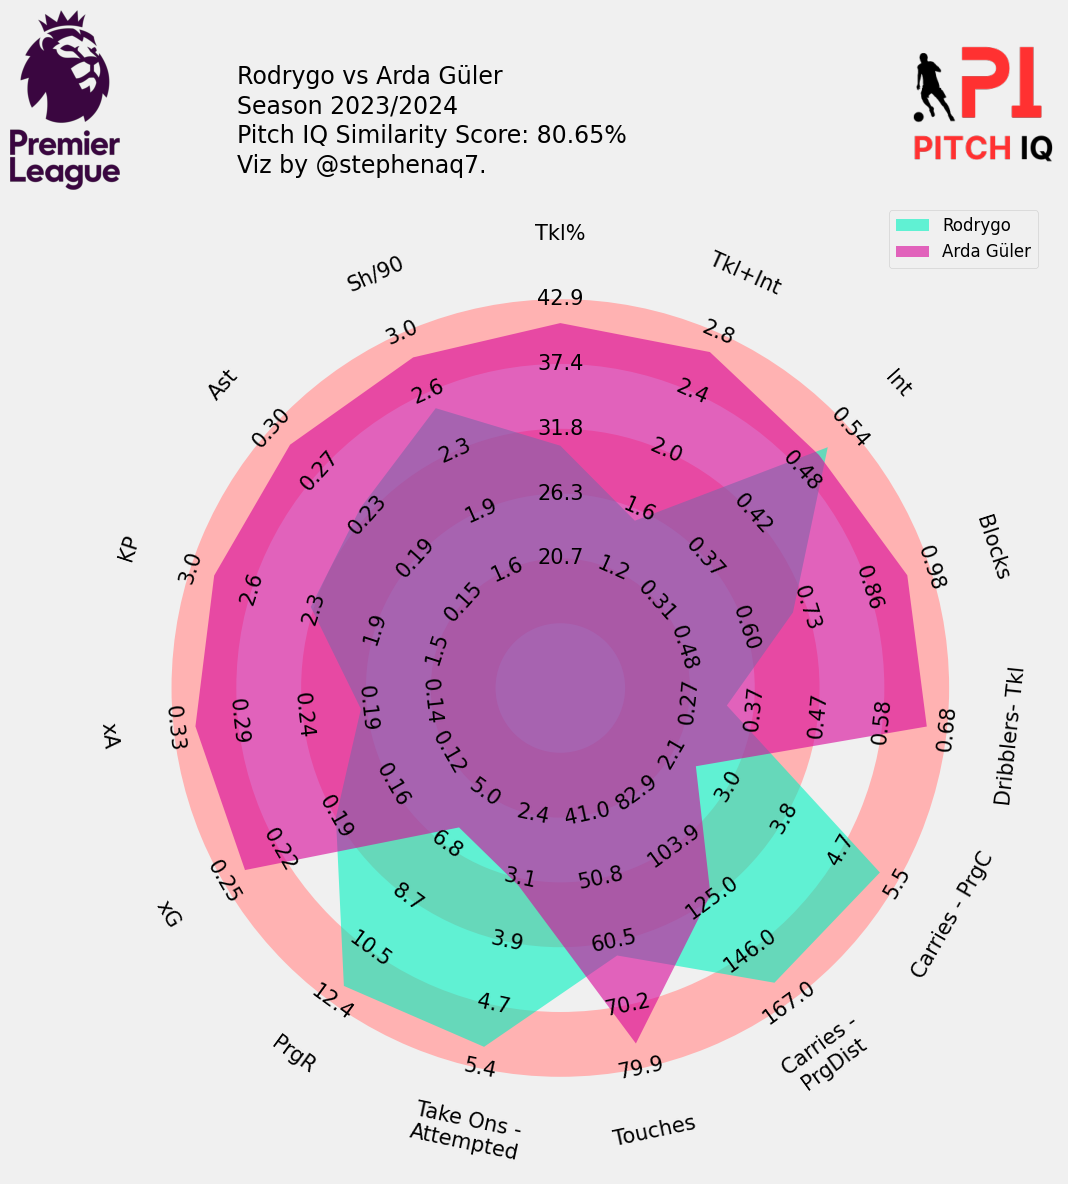 Premier
League
Rodrygo vs Arda Güler
Season 2023/2024
Pitch IQ Similarity Score: 80.65%
Viz by @stephenaq7.
PI
PITCH IQ
Rodrygo
Arda Güler
Tkl%
20.7
26.3
31.8
37.4
42.9
Tkl+Int
1.2
1.6
2.0
2.4
2.8
Int
0.31
0.37
0.42
0.48
0.54
Blocks
0.48
0.60
0.73
0.86
0.98
Dribblers- Tkl
0.27
0.37
0.47
0.58
0.68
Carries - PrgC
2.1
3.0
3.8
4.7
5.5
Carries -
PrgDist
82.9
103.9
125.0
146.0
167.0
Touches
41.0
50.8
60.5
70.2
79.9
Take Ons -
Attempted
2.4
3.1
3.9
4.7
5.4
PrgR
5.0
6.8
8.7
10.5
12.4
xG
0.12
0.16
0.19
0.22
0.25
xA
0.14
0.19
0.24
0.29
0.33
KP
1.5
1.9
2.3
2.6
3.0
Ast
0.15
0.19
0.23
0.27
0.30
Sh/90
1.6
1.9
2.3
2.6
3.0